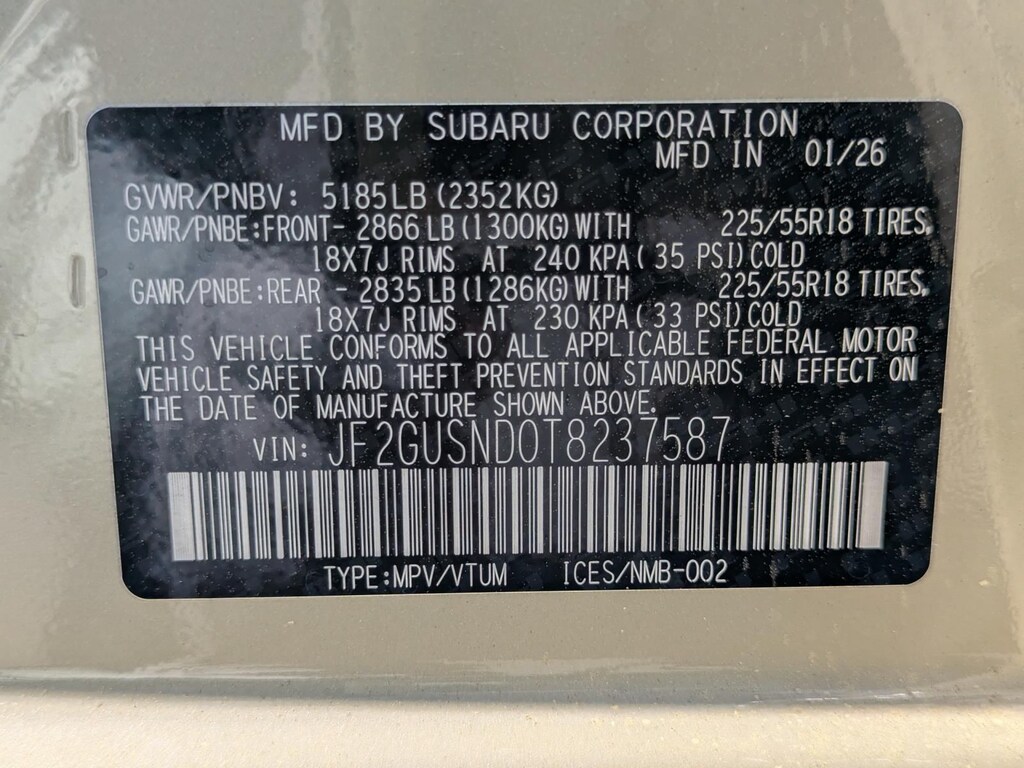 MFD BY SUBARU CORPORATION
MFD IN 01/26
GVWR/PNBV: 5185LB (2352KG)
GAWR/PNBE:FRONT- 2866 LB (1300KG) WITH 225/55R18 TIRES,
18X7J RIMS AT 240 KPA ( 35 PSI) COLD
GAWR/PNBE:REAR - 2835 LB (1286KG) WITH 225/55R18 TIRES,
18X7J RIMS AT 230 KPA ( 33 PSI) COLD
THIS VEHICLE CONFORMS TO ALL APPLICABLE FEDERAL MOTOR
VEHICLE SAFETY AND THEFT PREVENTION STANDARDS IN EFFECT ON
THE DATE OF MANUFACTURE SHOWN ABOVE.
VIN: JF2GUSND0T8237587
TYPE:MPV/VTUM ICES/NMB-002